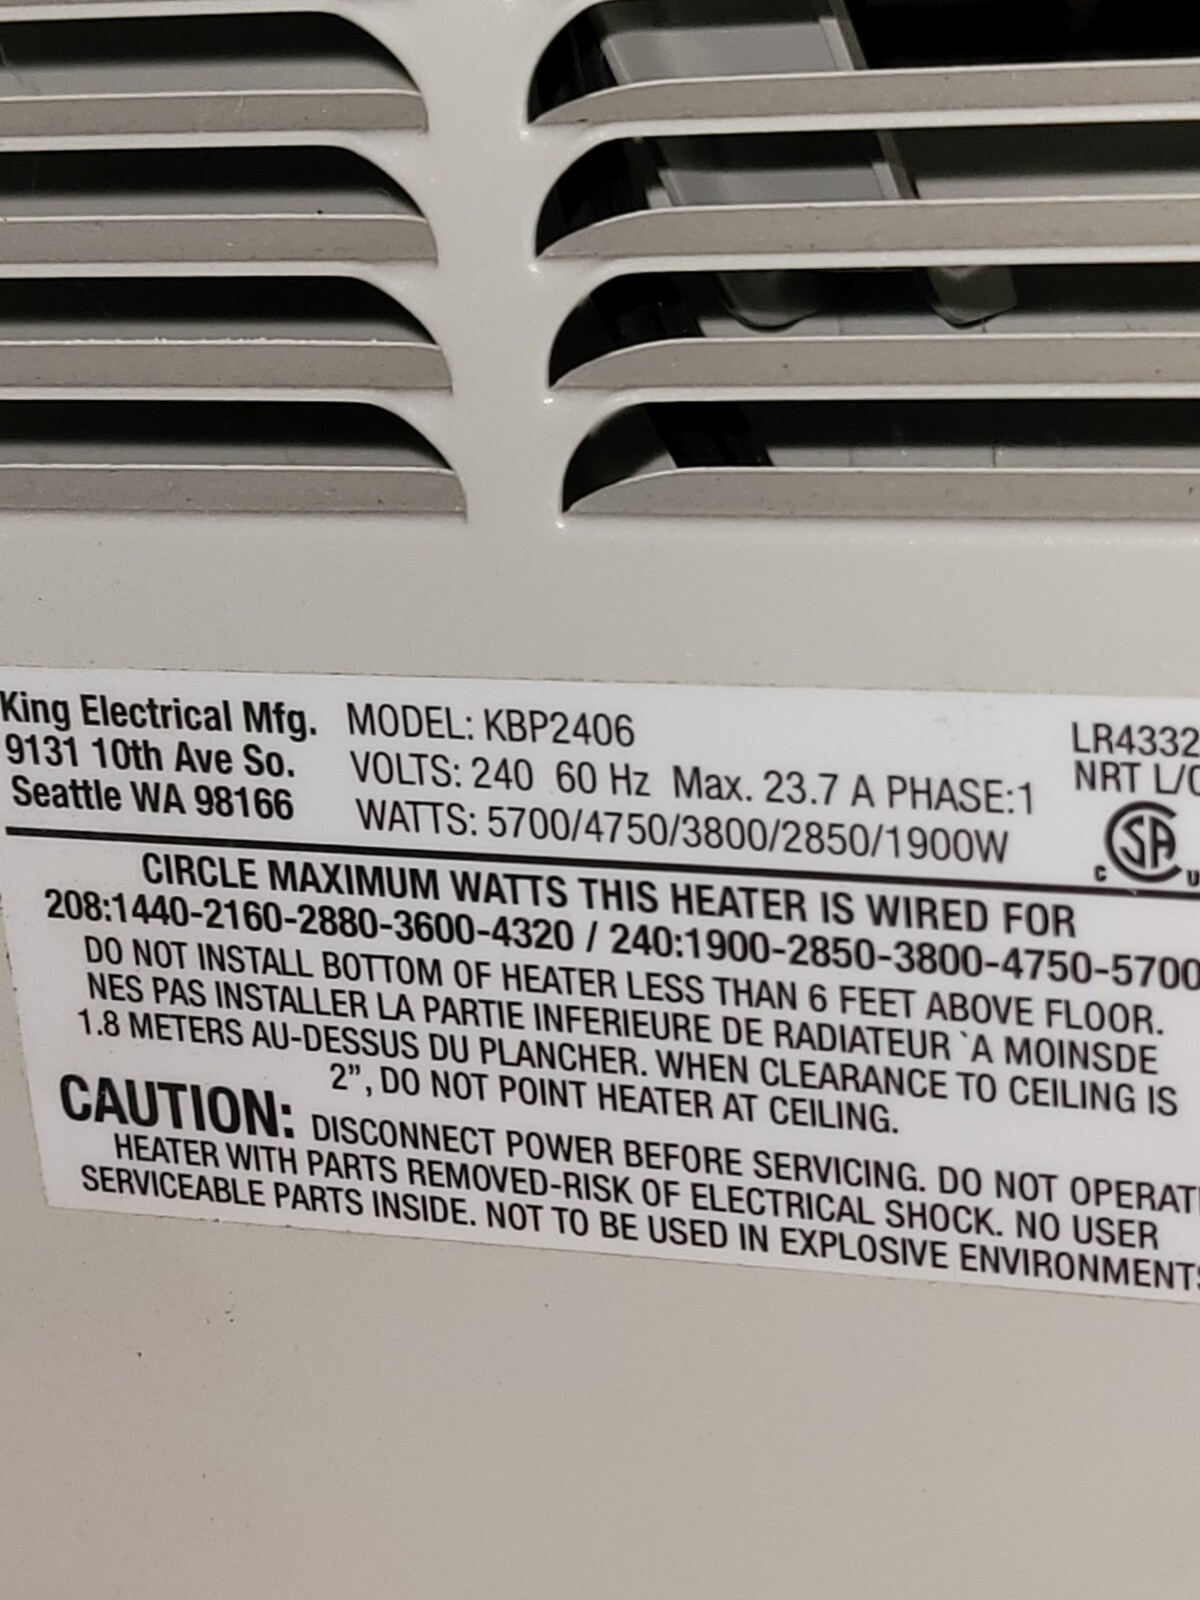 King Electrical Mfg.
9131 10th Ave So.
Seattle WA 98166
MODEL: KBP2406
VOLTS: 240 60 Hz Max. 23.7 A PHASE:1
WATTS: 5700/4750/3800/2850/1900W
LR4332
NRT L/C
C SA U
CIRCLE MAXIMUM WATTS THIS HEATER IS WIRED FOR
208:1440-2160-2880-3600-4320 / 240:1900-2850-3800-4750-5700
DO NOT INSTALL BOTTOM OF HEATER LESS THAN 6 FEET ABOVE FLOOR.
NES PAS INSTALLER LA PARTIE INFERIEURE DE RADIATEUR `A MOINSDE
1.8 METERS AU-DESSUS DU PLANCHER. WHEN CLEARANCE TO CEILING IS
2”, DO NOT POINT HEATER AT CEILING.
CAUTION: DISCONNECT POWER BEFORE SERVICING. DO NOT OPERAT
HEATER WITH PARTS REMOVED-RISK OF ELECTRICAL SHOCK. NO USER
SERVICEABLE PARTS INSIDE. NOT TO BE USED IN EXPLOSIVE ENVIRONMENTS